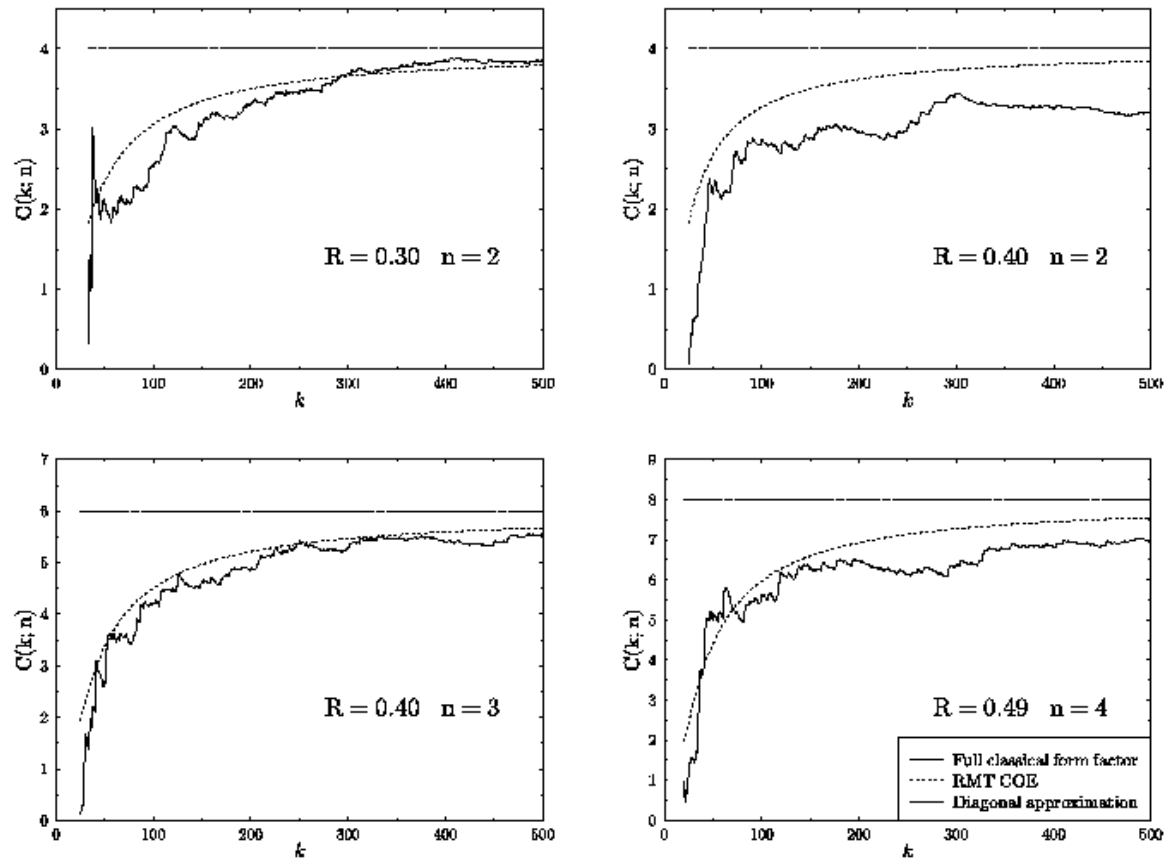 5
4
3
2
1
0
C(k; n)
R = 0.30 n = 2
0 100 200 300 400 500
k
5
4
3
2
1
0
C(k; n)
R = 0.40 n = 2
0 100 200 300 400 500
k
7
6
5
4
3
2
1
0
C(k; n)
R = 0.40 n = 3
0 100 200 300 400 500
k
9
8
7
6
5
4
3
2
1
0
C(k; n)
R = 0.49 n = 4
Full classical form factor
RMT COE
Diagonal approximation
0 100 200 300 400 500
k